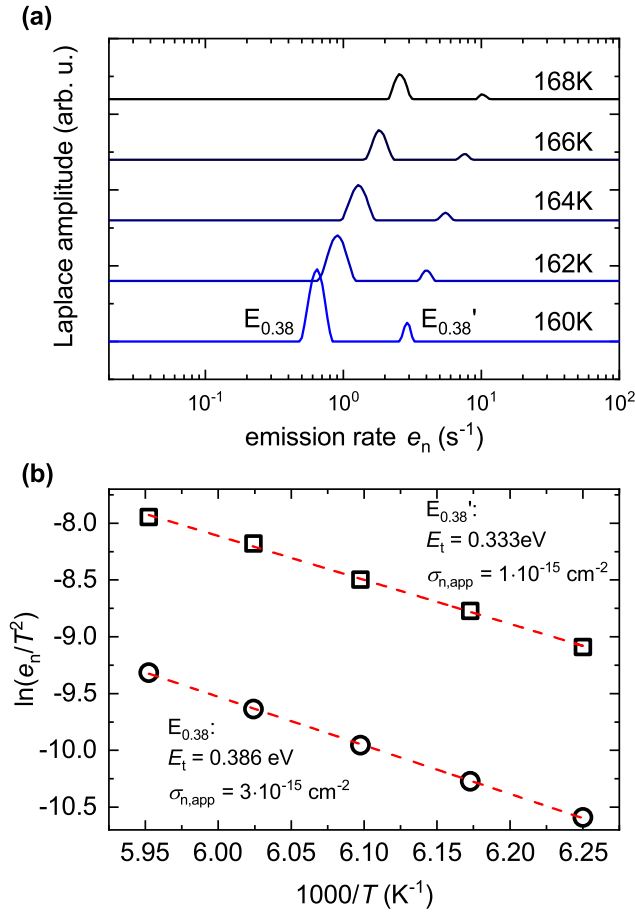 (a)
Laplace amplitude (arb. u.)
168K
166K
164K
162K
160K
E₀.₃₈
E₀.₃₈'
10⁻¹ 10⁰ 10¹ 10²
emission rate eₙ (s⁻¹)
(b)
ln(eₙ/T²)
-8.0
-8.5
-9.0
-9.5
-10.0
-10.5
E₀.₃₈':
Eₜ = 0.333eV
σₙ,ₐₚₚ = 1·10⁻¹⁵ cm⁻²
E₀.₃₈:
Eₜ = 0.386 eV
σₙ,ₐₚₚ = 3·10⁻¹⁵ cm⁻²
5.95 6.00 6.05 6.10 6.15 6.20 6.25
1000/T (K⁻¹)